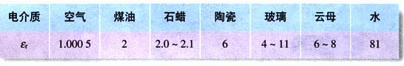 电介质 空气 煤油 石蜡 陶瓷 玻璃 云母 水
εr 1.000 5 2 2.0~2.1 6 4~11 6~8 81